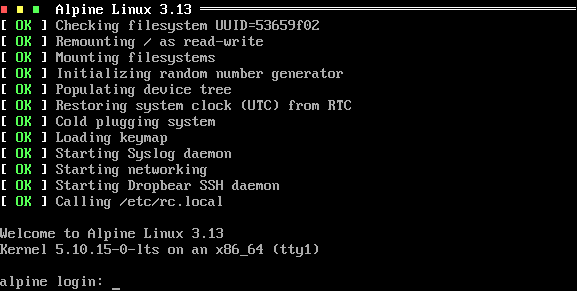 Alpine Linux 3.13
[ OK ] Checking filesystem UUID=53659f02
[ OK ] Remounting / as read-write
[ OK ] Mounting filesystems
[ OK ] Initializing random number generator
[ OK ] Populating device tree
[ OK ] Restoring system clock (UTC) from RTC
[ OK ] Cold plugging system
[ OK ] Loading keymap
[ OK ] Starting Syslog daemon
[ OK ] Starting networking
[ OK ] Starting Dropbear SSH daemon
[ OK ] Calling /etc/rc.local
Welcome to Alpine Linux 3.13
Kernel 5.10.15-0-lts on an x86_64 (tty1)
alpine login: _